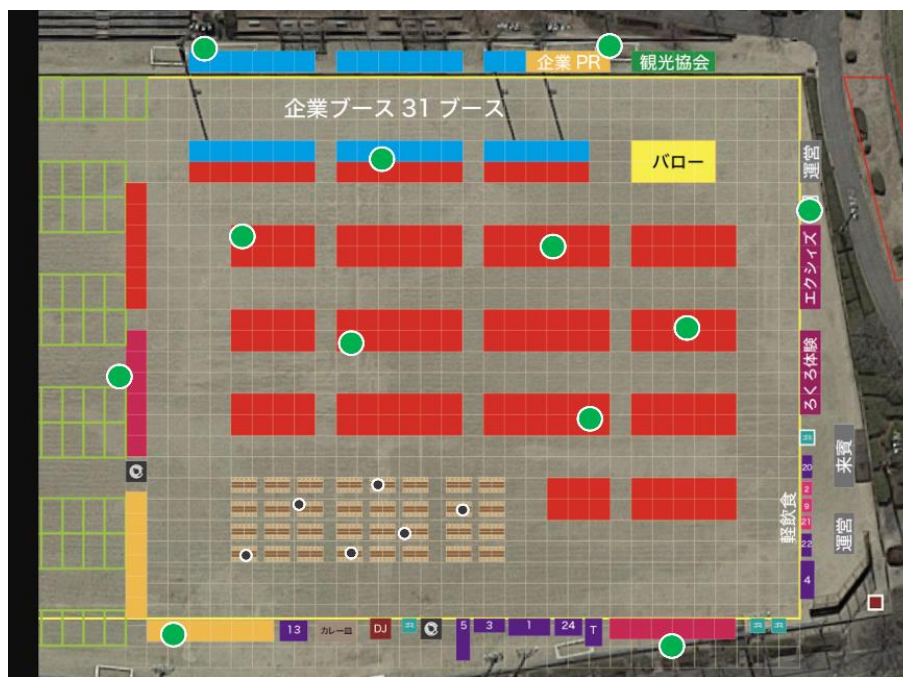 企業 PR
観光協会
企業ブース 31 ブース
バロー
運営
エクシィズ
ろくろ体験
来賓
20
2
9
21
22
4
軽飲食
運営
13
カレー皿
DJ
5
3
1
24
T